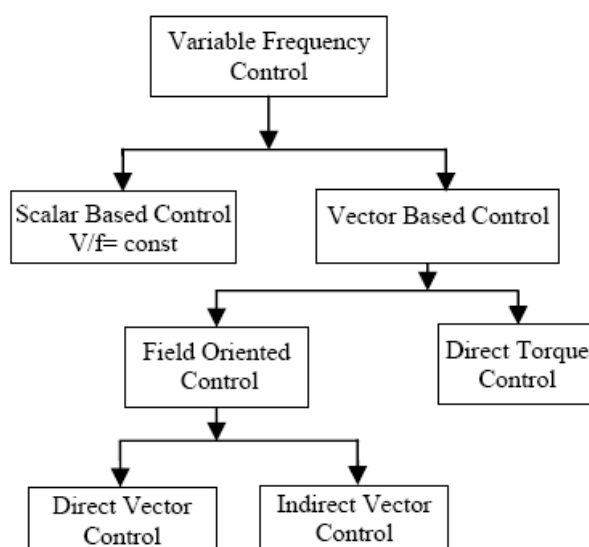 Variable Frequency
Control
Scalar Based Control
V/f= const
Vector Based Control
Field Oriented
Control
Direct Torque
Control
Direct Vector
Control
Indirect Vector
Control